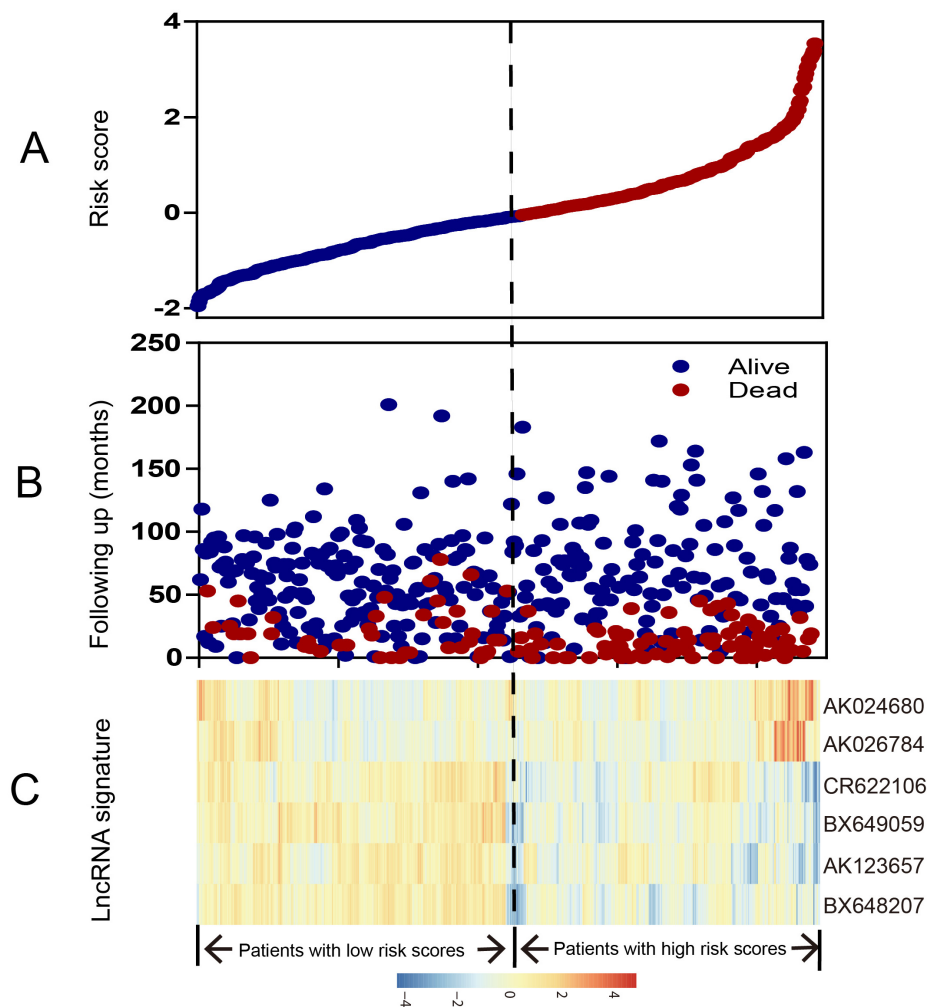 A
Risk score
4
2
0
-2
B
Following up (months)
250
200
150
100
50
0
Alive
Dead
C
LncRNA signature
AK024680
AK026784
CR622106
BX649059
AK123657
BX648207
Patients with low risk scores
Patients with high risk scores
-4
-2
0
2
4